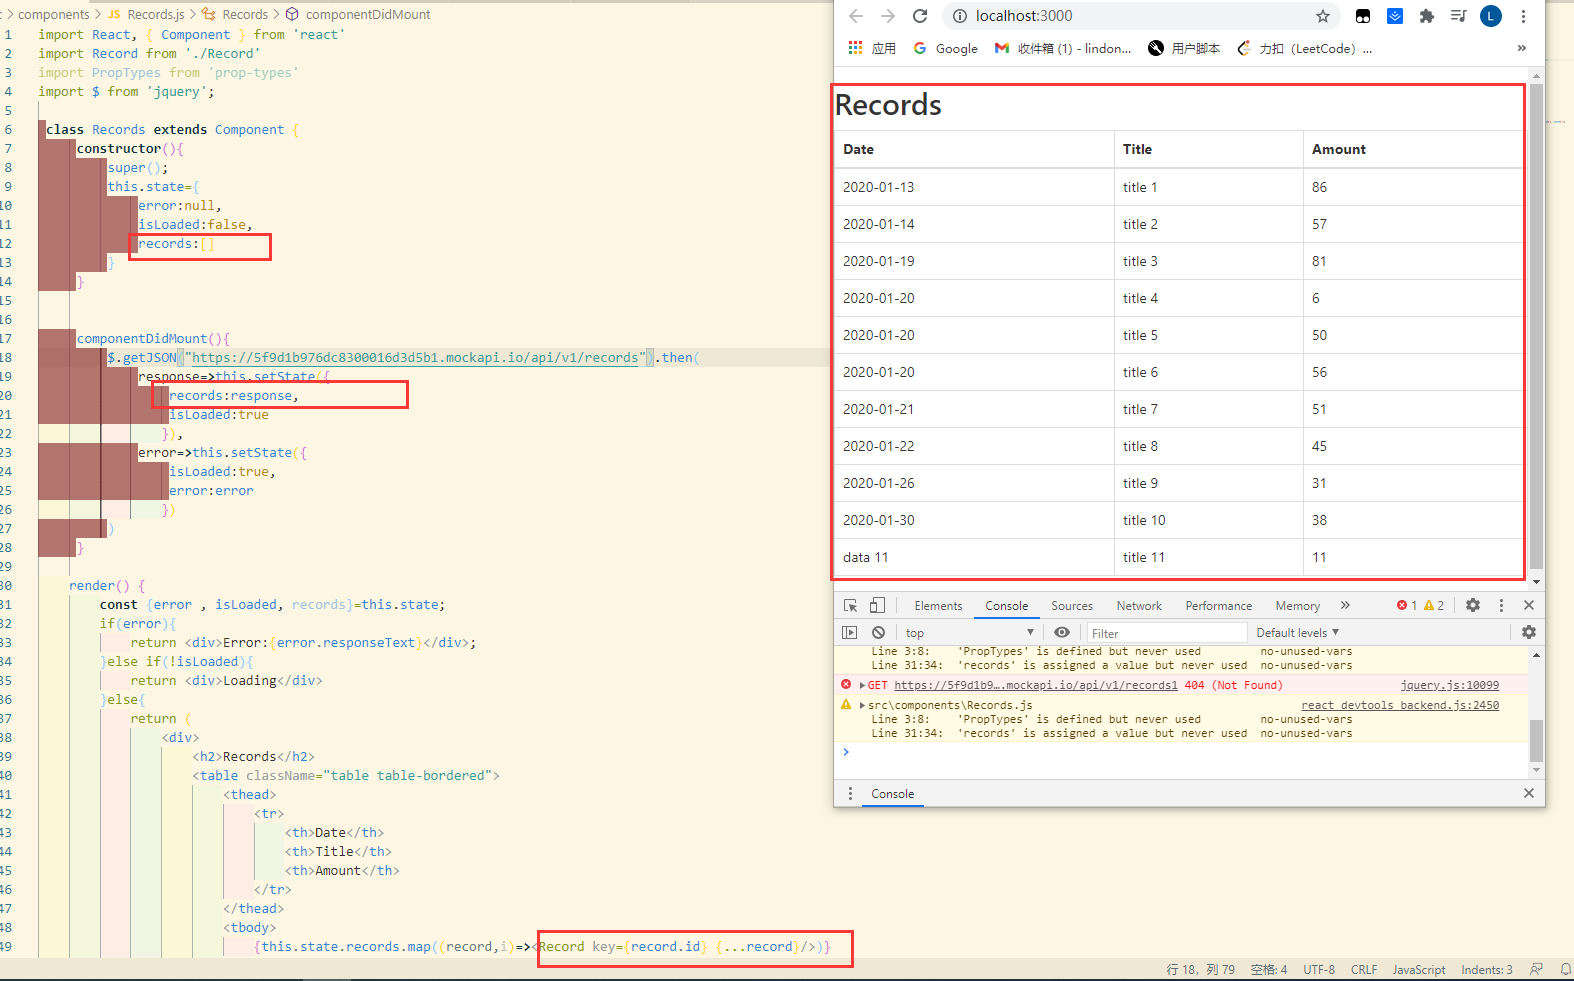 components > JS Records.js > Records > componentDidMount
1 import React, { Component } from 'react'
2 import Record from './Record'
3 import PropTypes from 'prop-types'
4 import $ from 'jquery';
5
6 class Records extends Component {
7 constructor(){
8 super();
9 this.state={
10 error:null,
11 isLoaded:false,
12 records:[]
13 }
14 }
15
16
17 componentDidMount(){
18 $.getJSON("https://5f9d1b976dc8300016d3d5b1.mockapi.io/api/v1/records").then(
19 response=>this.setState({
20 records:response,
21 isLoaded:true
22 }),
23 error=>this.setState({
24 isLoaded:true,
25 error:error
26 })
27 )
28 }
29
30 render() {
31 const {error , isLoaded, records}=this.state;
32 if(error){
33 return <div>Error:{error.responseText}</div>;
34 }else if(!isLoaded){
35 return <div>Loading</div>
36 }else{
37 return (
38 <div>
39 <h2>Records</h2>
40 <table className="table table-bordered">
41 <thead>
42 <tr>
43 <th>Date</th>
44 <th>Title</th>
45 <th>Amount</th>
46 </tr>
47 </thead>
48 <tbody>
49 {this.state.records.map((record,i)=><Record key={record.id} {...record}/>)}
localhost:3000
L
应用 Google 收件箱 (1) - lindon... 用户脚本 力扣（LeetCode）... »
Records
Date Title Amount
2020-01-13 title 1 86
2020-01-14 title 2 57
2020-01-19 title 3 81
2020-01-20 title 4 6
2020-01-20 title 5 50
2020-01-20 title 6 56
2020-01-21 title 7 51
2020-01-22 title 8 45
2020-01-26 title 9 31
2020-01-30 title 10 38
data 11 title 11 11
Elements Console Sources Network Performance Memory » 1 2
top Filter Default levels
Line 3:8: 'PropTypes' is defined but never used no-unused-vars
Line 31:34: 'records' is assigned a value but never used no-unused-vars
GET https://5f9d1b9….mockapi.io/api/v1/records1 404 (Not Found) jquery.js:10099
src\components\Records.js react devtools backend.js:2450
Line 3:8: 'PropTypes' is defined but never used no-unused-vars
Line 31:34: 'records' is assigned a value but never used no-unused-vars
Console
行 18，列 79 空格: 4 UTF-8 CRLF JavaScript Indents: 3